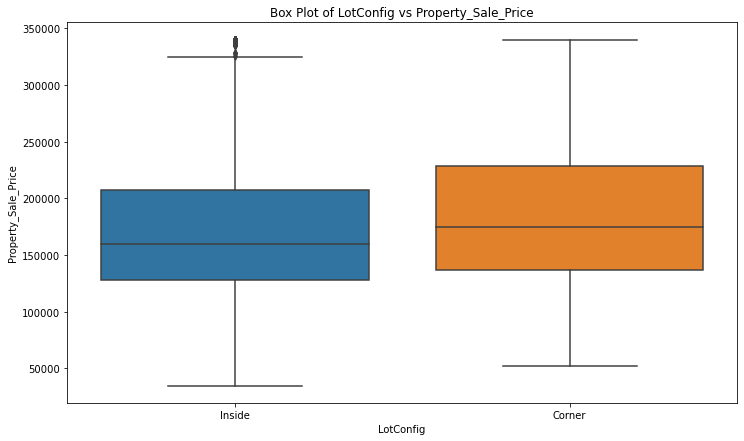 Box Plot of LotConfig vs Property_Sale_Price
350000
300000
250000
200000
150000
100000
50000
Property_Sale_Price
Inside
Corner
LotConfig